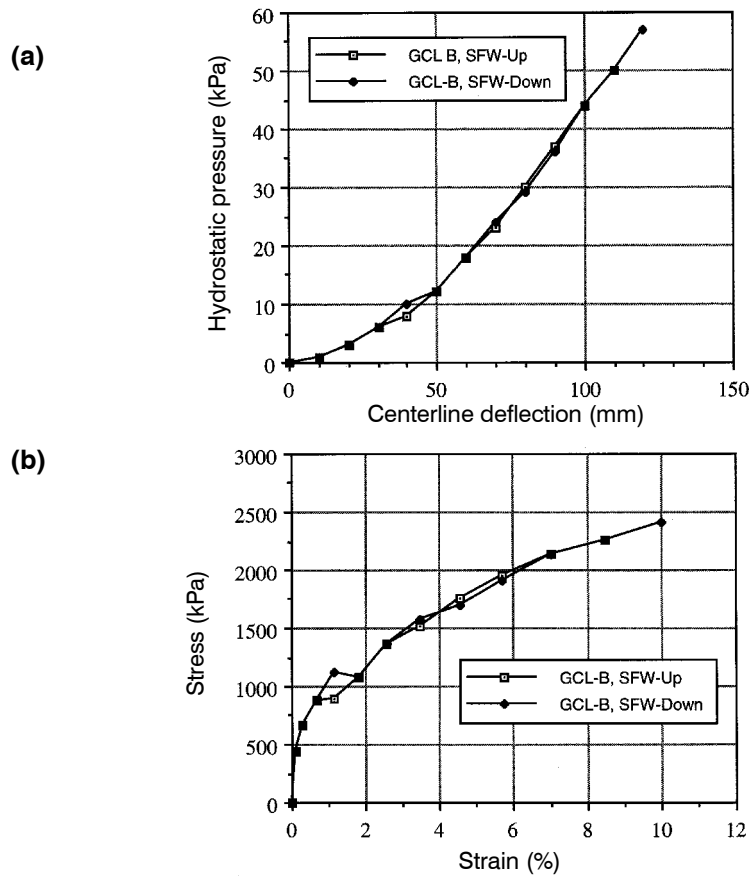 (a)
Hydrostatic pressure (kPa)
60
50
40
30
20
10
0
GCL B, SFW-Up
GCL-B, SFW-Down
0 50 100 150
Centerline deflection (mm)
(b)
Stress (kPa)
3000
2500
2000
1500
1000
500
0
GCL-B, SFW-Up
GCL-B, SFW-Down
0 2 4 6 8 10 12
Strain (%)